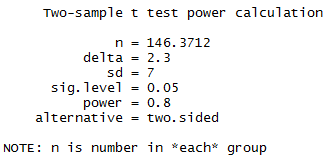 Two-sample t test power calculation
n = 146.3712
delta = 2.3
sd = 7
sig.level = 0.05
power = 0.8
alternative = two.sided
NOTE: n is number in *each* group